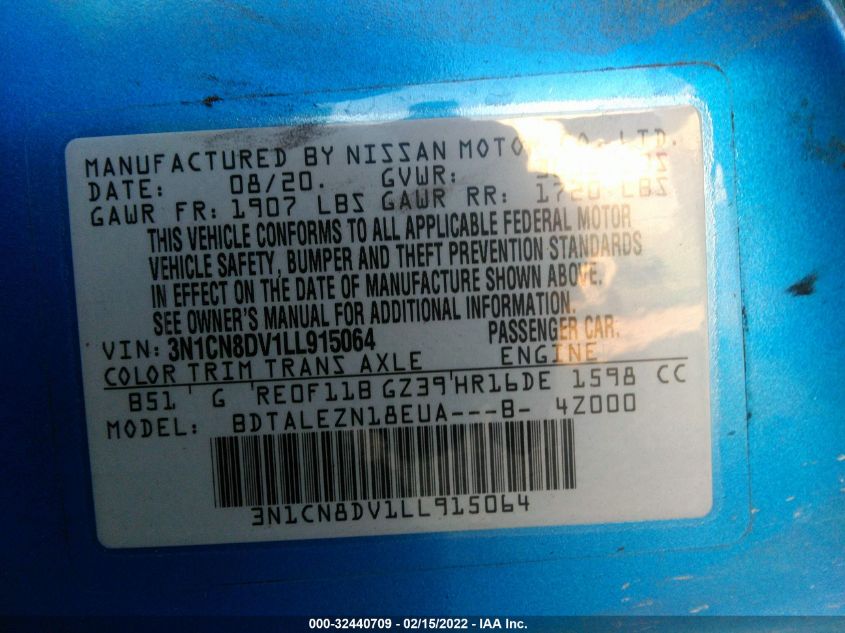 MANUFACTURED BY NISSAN MOTOR CO., LTD.
DATE: 08/20. GVWR: LBS
GAWR FR: 1907 LBS GAWR RR: 1720 LBS
THIS VEHICLE CONFORMS TO ALL APPLICABLE FEDERAL MOTOR
VEHICLE SAFETY, BUMPER AND THEFT PREVENTION STANDARDS
IN EFFECT ON THE DATE OF MANUFACTURE SHOWN ABOVE.
SEE OWNER'S MANUAL FOR ADDITIONAL INFORMATION.
VIN: 3N1CN8DV1LL915064 PASSENGER CAR.
COLOR TRIM TRANS AXLE ENGINE
B51 G RE0F11B GZ39 HR16DE 1598 CC
MODEL: BDTALEZN18EUA---B- 4Z000
3N1CN8DV1LL915064
000-32440709 - 02/15/2022 - IAA Inc.